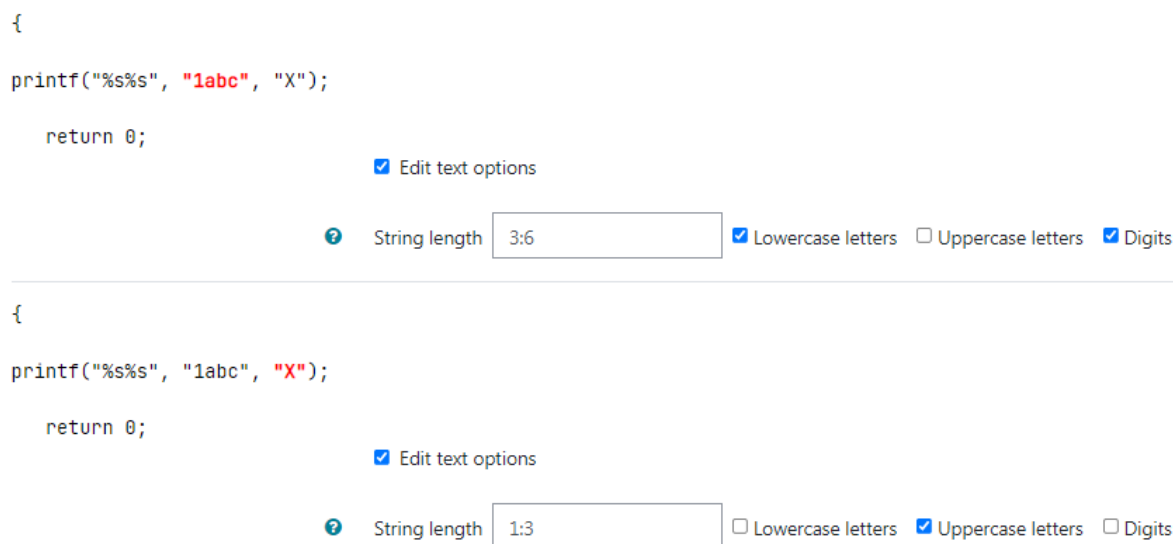 {
printf("%s%s", "1abc", "X");
return 0;
Edit text options
String length 3:6 Lowercase letters Uppercase letters Digits
{
printf("%s%s", "1abc", "X");
return 0;
Edit text options
String length 1:3 Lowercase letters Uppercase letters Digits